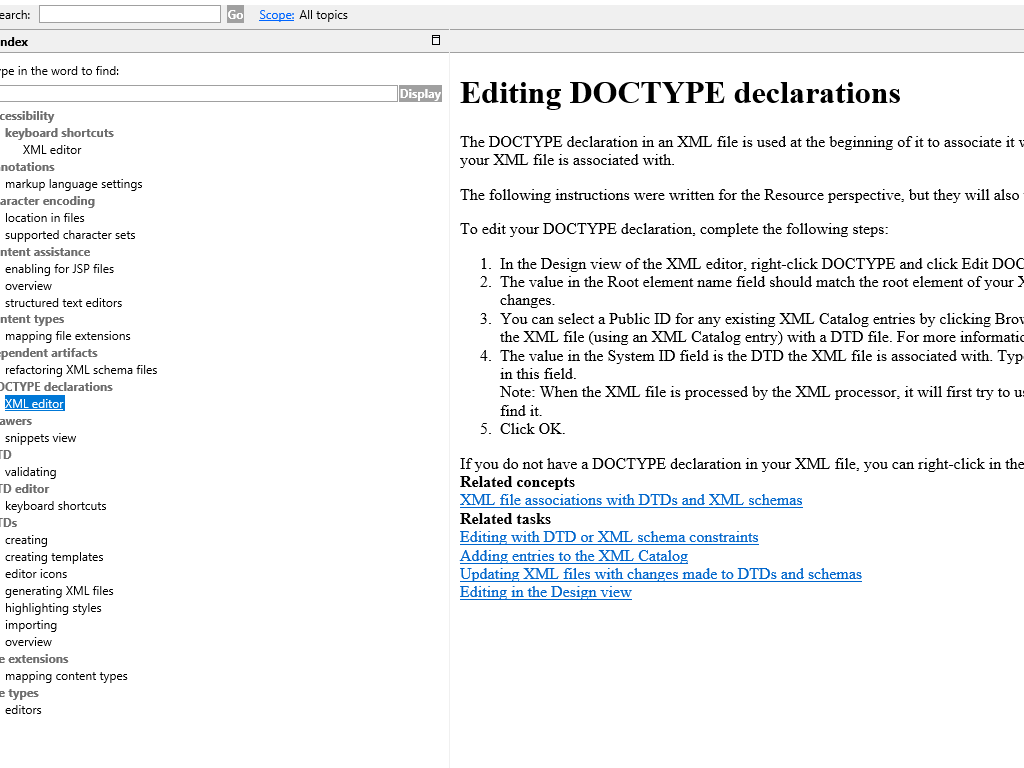 earch: Go Scope: All topics
ndex
ype in the word to find:
Display
cessibility
keyboard shortcuts
XML editor
notations
markup language settings
aracter encoding
location in files
supported character sets
ntent assistance
enabling for JSP files
overview
structured text editors
ntent types
mapping file extensions
ependent artifacts
refactoring XML schema files
OCTYPE declarations
XML editor
awers
snippets view
TD
validating
TD editor
keyboard shortcuts
TDs
creating
creating templates
editor icons
generating XML files
highlighting styles
importing
overview
e extensions
mapping content types
e types
editors
Editing DOCTYPE declarations
The DOCTYPE declaration in an XML file is used at the beginning of it to associate it
your XML file is associated with.
The following instructions were written for the Resource perspective, but they will also
To edit your DOCTYPE declaration, complete the following steps:
1. In the Design view of the XML editor, right-click DOCTYPE and click Edit DOC
2. The value in the Root element name field should match the root element of your X
changes.
3. You can select a Public ID for any existing XML Catalog entries by clicking Brow
the XML file (using an XML Catalog entry) with a DTD file. For more informatio
4. The value in the System ID field is the DTD the XML file is associated with. Typ
in this field.
Note: When the XML file is processed by the XML processor, it will first try to us
find it.
5. Click OK.
If you do not have a DOCTYPE declaration in your XML file, you can right-click in the
Related concepts
XML file associations with DTDs and XML schemas
Related tasks
Editing with DTD or XML schema constraints
Adding entries to the XML Catalog
Updating XML files with changes made to DTDs and schemas
Editing in the Design view